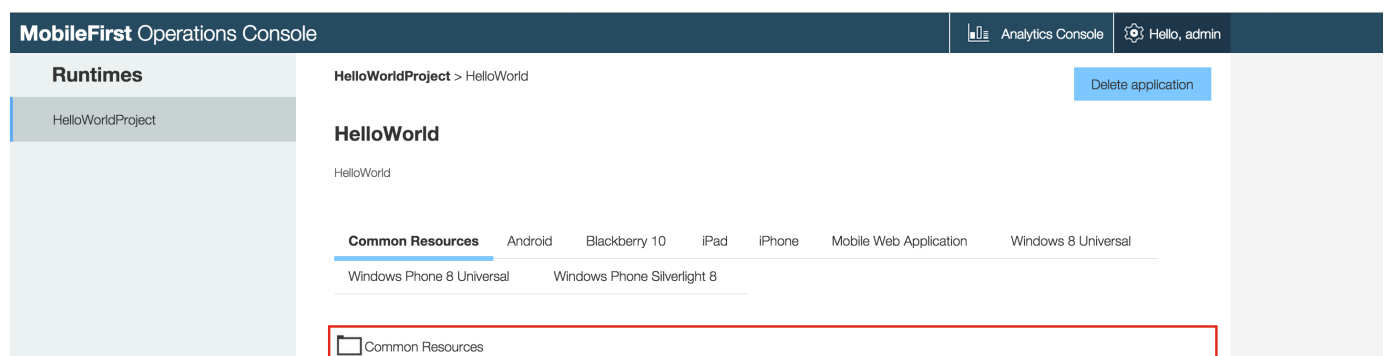 MobileFirst Operations Console
Analytics Console
Hello, admin
Runtimes
HelloWorldProject
HelloWorldProject > HelloWorld
Delete application
HelloWorld
HelloWorld
Common Resources Android Blackberry 10 iPad iPhone Mobile Web Application Windows 8 Universal
Windows Phone 8 Universal Windows Phone Silverlight 8
Common Resources